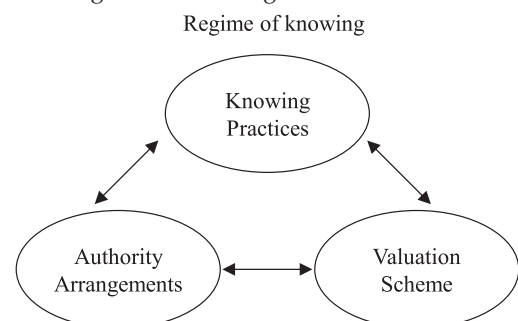 Regime of knowing
Knowing
Practices
Authority
Arrangements
Valuation
Scheme